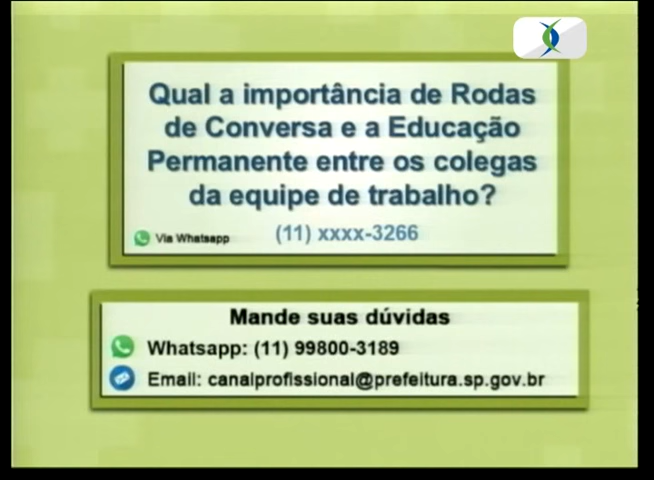 Qual a importância de Rodas
de Conversa e a Educação
Permanente entre os colegas
da equipe de trabalho?
Via Whatsapp (11) xxxx-3266
Mande suas dúvidas
Whatsapp: (11) 99800-3189
Email: canalprofissional@prefeitura.sp.gov.br